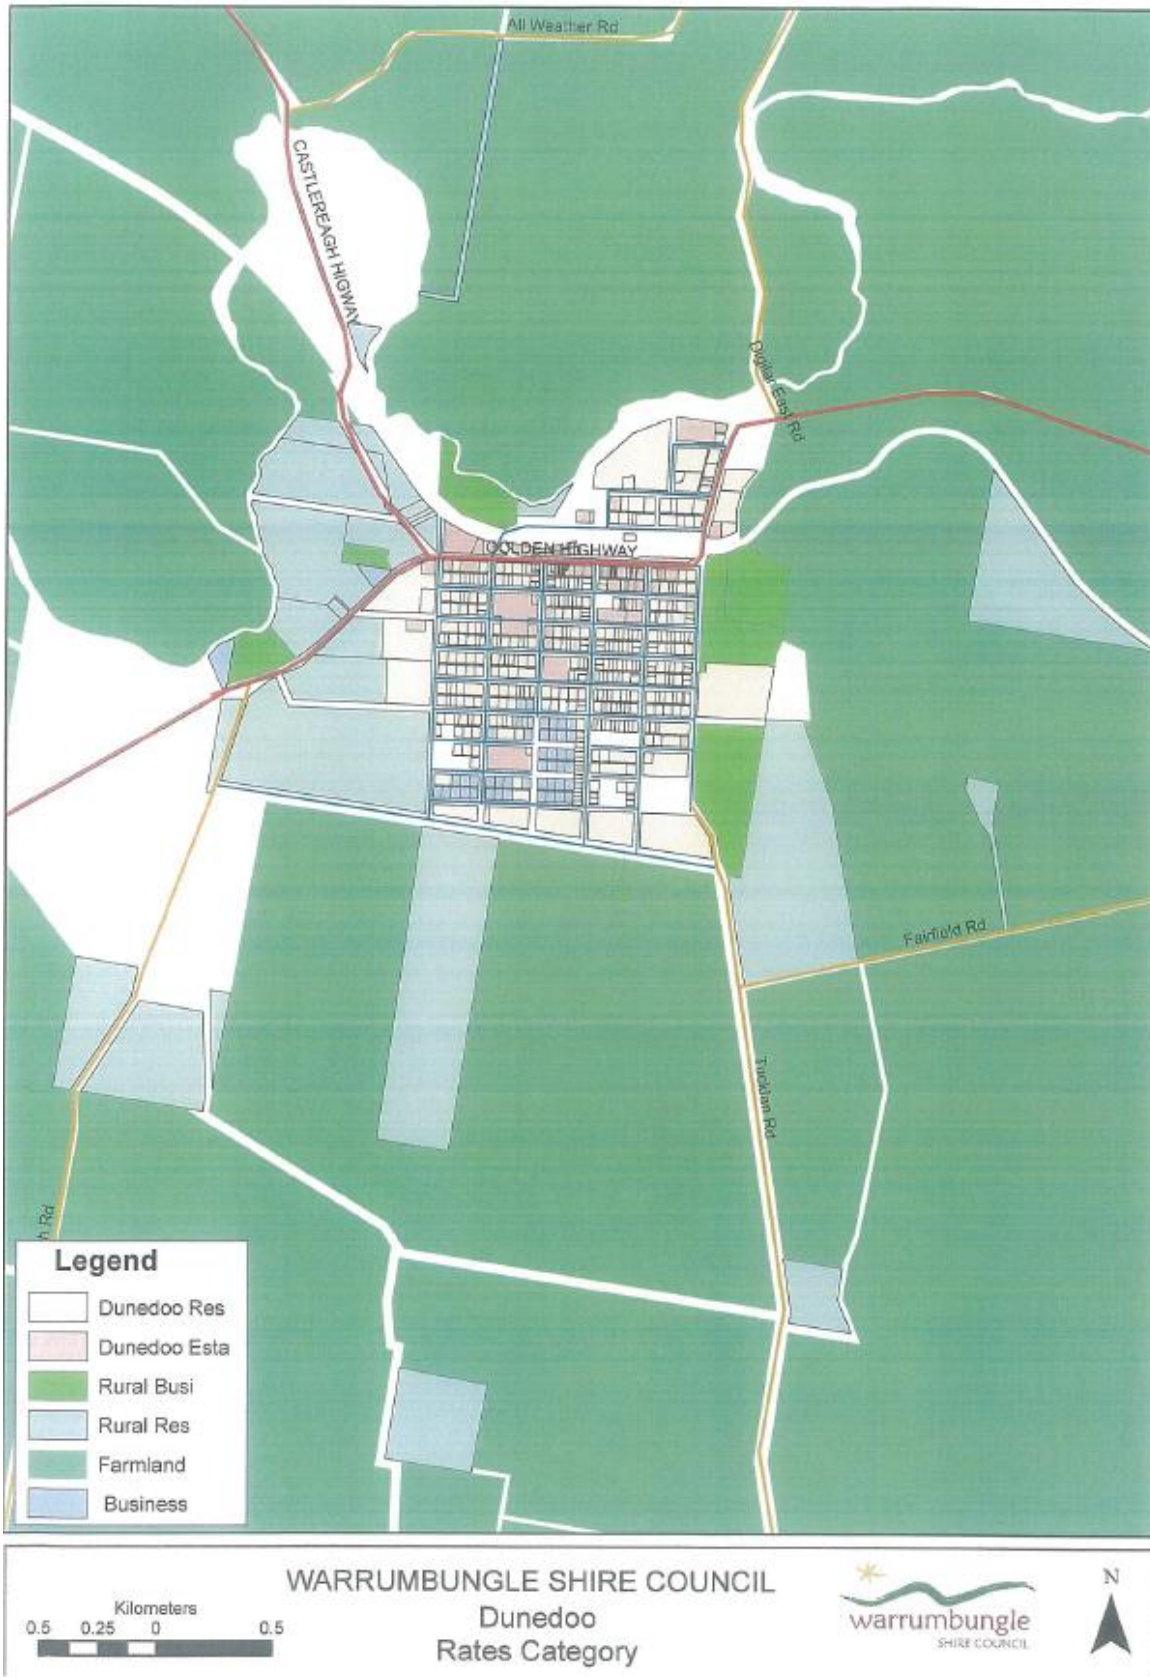 All Weather Rd
CASTLEREAGH HIGWAY
Digilar East Rd
GOLDEN HIGHWAY
Fairfield Rd
Tucklan Rd
h Rd
Legend
Dunedoo Res
Dunedoo Esta
Rural Busi
Rural Res
Farmland
Business
WARRUMBUNGLE SHIRE COUNCIL
Dunedoo
Rates Category
Kilometers
0.5 0.25 0 0.5
warrumbungle
SHIRE COUNCIL
N